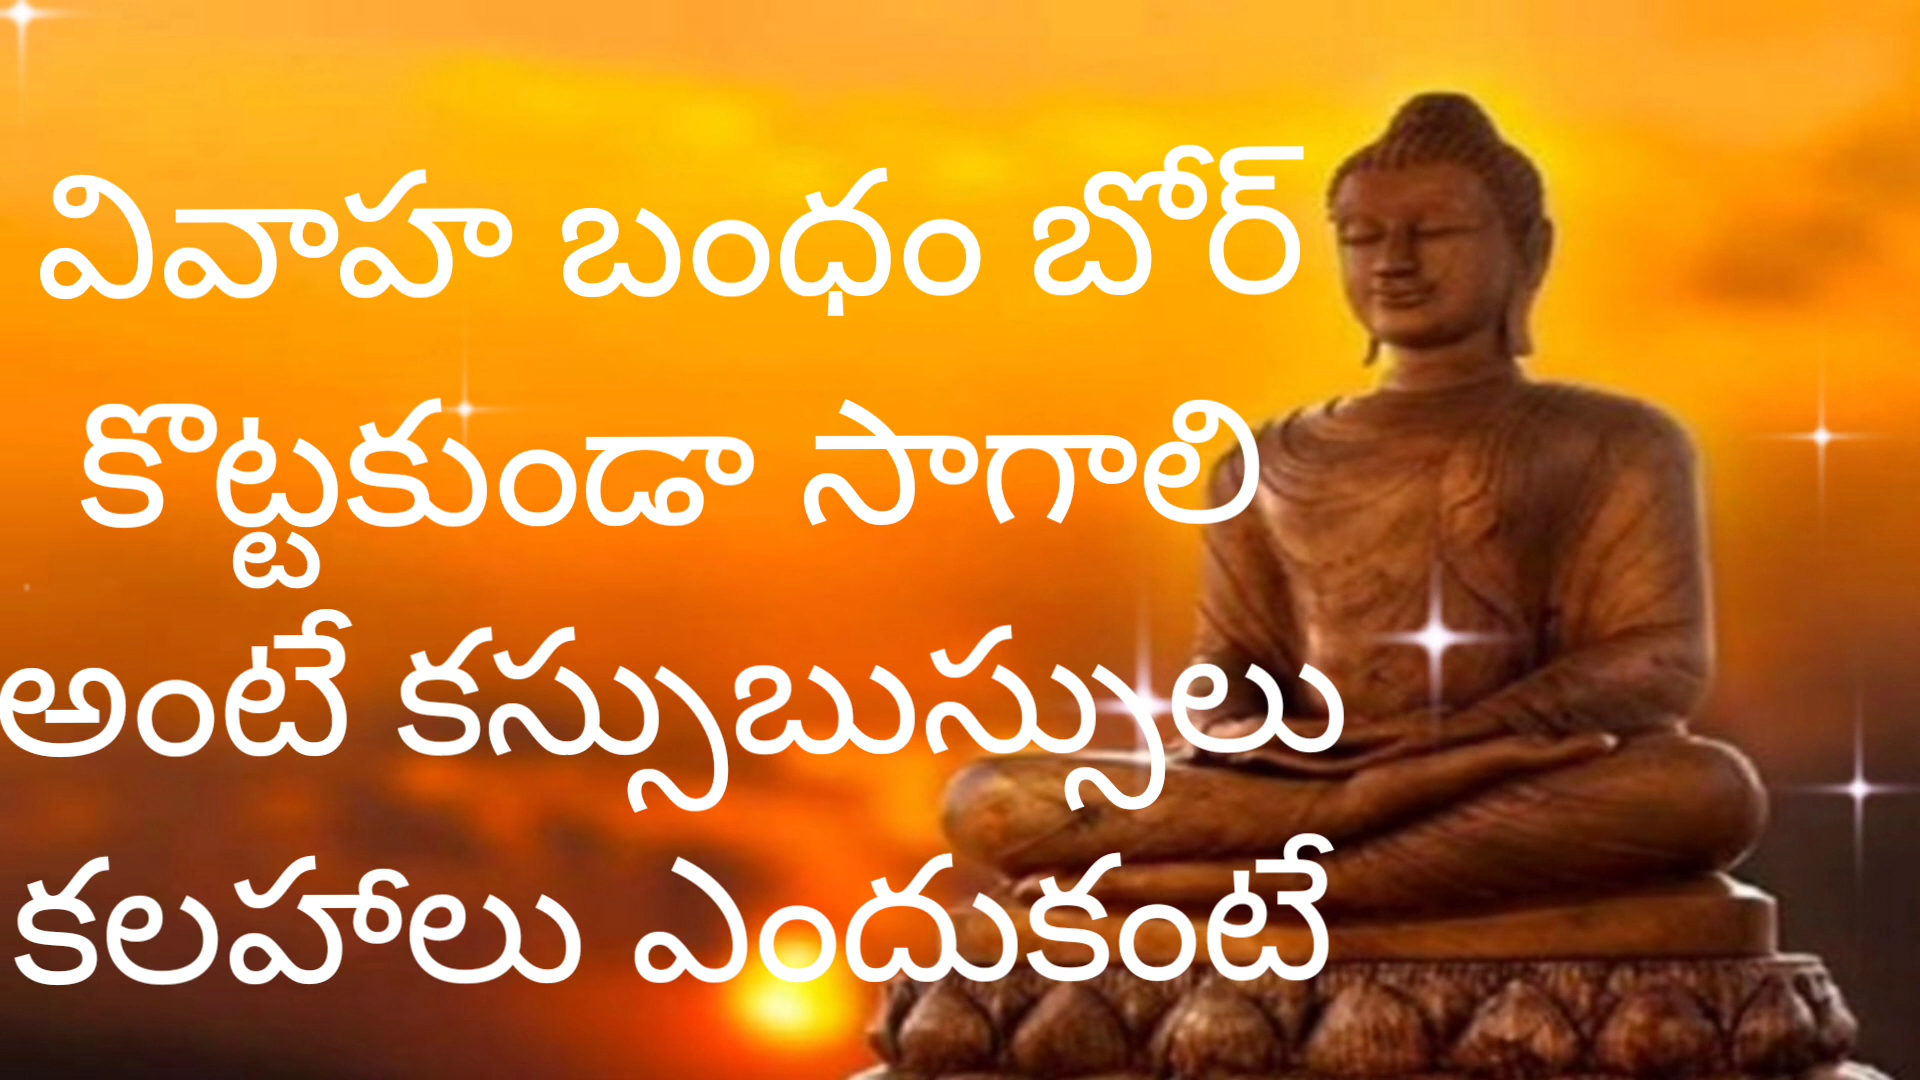 వివాహ బంధం బోర్
కొట్టకుండా సాగాలి
అంటే కస్సుబుస్సులు
కలహాలు ఎందుకంటే